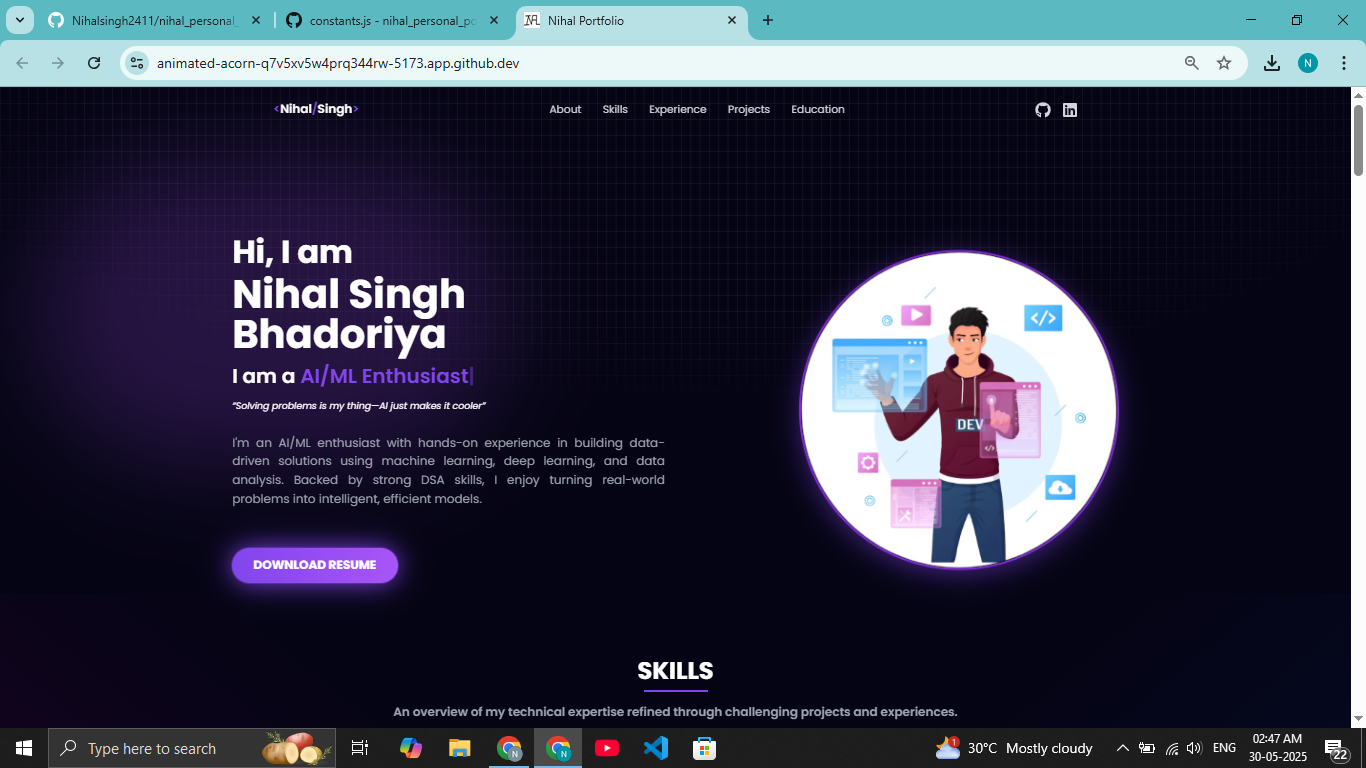 Nihalsingh2411/nihal_personal_
constants.js - nihal_personal_po
Nihal Portfolio
animated-acorn-q7v5xv5w4prq344rw-5173.app.github.dev
N
<Nihal/Singh>
About Skills Experience Projects Education
Hi, I am
Nihal Singh
Bhadoriya
I am a AI/ML Enthusiast|
“Solving problems is my thing—AI just makes it cooler”
I'm an AI/ML enthusiast with hands-on experience in building data-
driven solutions using machine learning, deep learning, and data
analysis. Backed by strong DSA skills, I enjoy turning real-world
problems into intelligent, efficient models.
DOWNLOAD RESUME
</>
DEV
</>
SKILLS
An overview of my technical expertise refined through challenging projects and experiences.
Type here to search
N
N
1
30°C Mostly cloudy
ENG
02:47 AM
30-05-2025
22